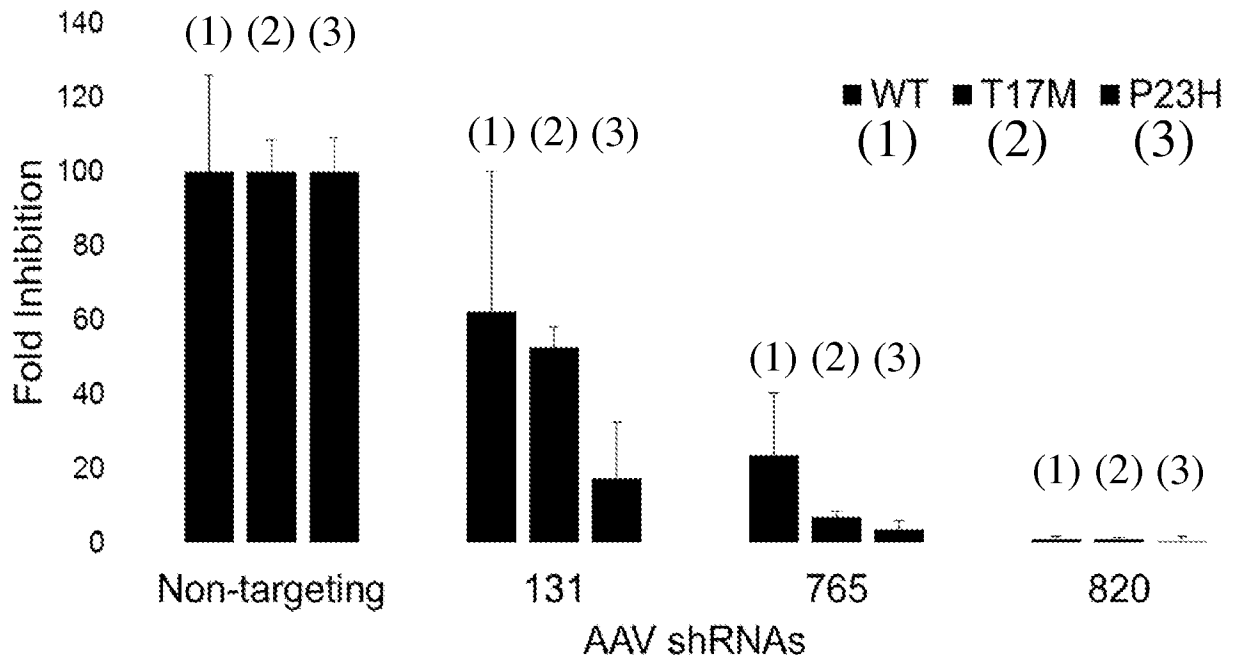 140
(1) (2) (3)
120
WT T17M P23H
(1) (2) (3)
(1) (2) (3)
100
80
60
(1) (2) (3)
40
20
(1) (2) (3)
0
Fold Inhibition
Non-targeting 131 765 820
AAV shRNAs